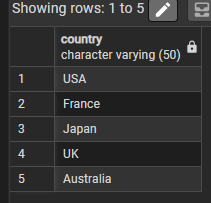 Showing rows: 1 to 5
country
character varying (50)
1 USA
2 France
3 Japan
4 UK
5 Australia